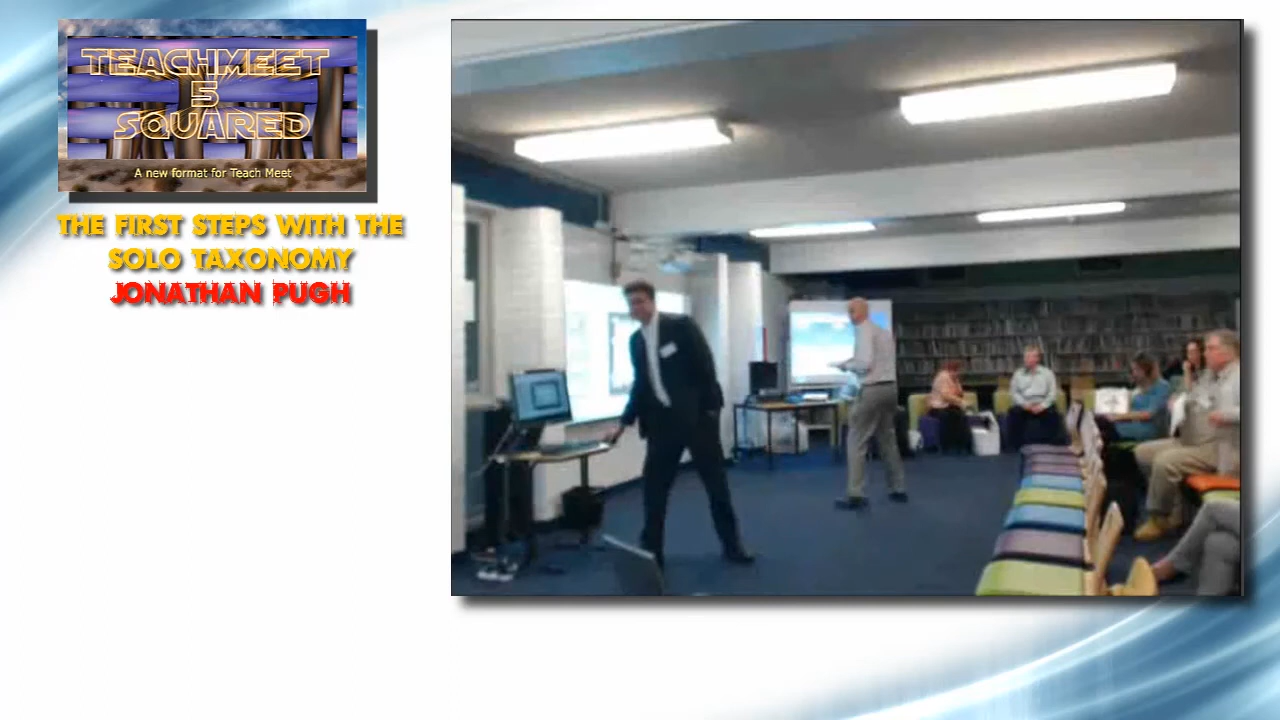 TEACHMEET
5
SQUARED
A new format for Teach Meet
THE FIRST STEPS WITH THE
SOLO TAXONOMY
JONATHAN PUGH